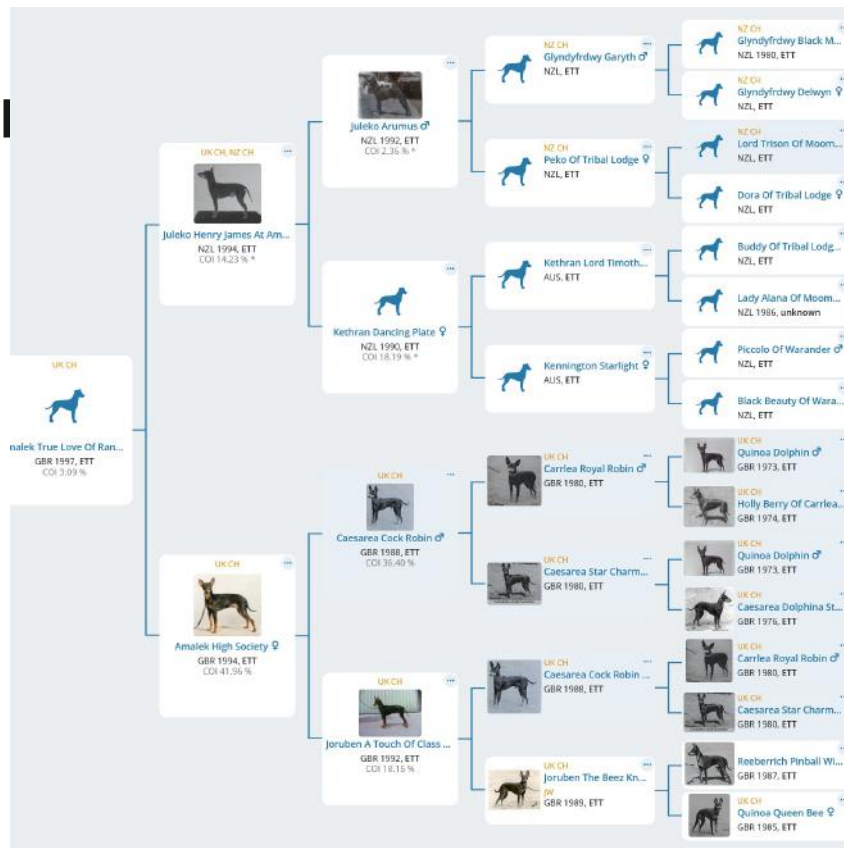 UK CH
nalek True Love Of Ran...
GBR 1997, ETT
COI 3.09 %
UK CH, NZ CH
Juleko Henry James At Am...
NZL 1994, ETT
COI 14.23 % *
UK CH
Amalek High Society ♀
GBR 1994, ETT
COI 41.96 %
Juleko Arumus ♂
NZL 1992, ETT
COI 2.36 % *
Kethran Dancing Plate ♀
NZL 1990, ETT
COI 18.19 % *
UK CH
Caesarea Cock Robin ♂
GBR 1988, ETT
COI 36.40 %
UK CH
Joruben A Touch Of Class ...
GBR 1992, ETT
COI 18.16 %
NZ CH
Glyndyfrdwy Garyth ♂
NZL, ETT
NZ CH
Peko Of Tribal Lodge ♀
NZL, ETT
Kethran Lord Timoth...
AUS, ETT
Kennington Starlight ♀
AUS, ETT
UK CH
Carrlea Royal Robin ♂
GBR 1980, ETT
UK CH
Caesarea Star Charm...
GBR 1980, ETT
UK CH
Caesarea Cock Robin ...
GBR 1988, ETT
UK CH
Joruben The Beez Kn...
JW
GBR 1989, ETT
NZ CH
Glyndyfrdwy Black M...
NZL 1980, ETT
NZ CH
Glyndyfrdwy Delwyn ♀
NZL, ETT
NZ CH
Lord Trison Of Moom...
NZL, ETT
Dora Of Tribal Lodge ♀
NZL, ETT
Buddy Of Tribal Lodg...
NZL, ETT
Lady Alana Of Moom...
NZL 1986, unknown
Piccolo Of Warander ♂
NZL, ETT
Black Beauty Of Wara...
NZL, ETT
UK CH
Quinoa Dolphin ♂
GBR 1973, ETT
UK CH
Holly Berry Of Carrlea...
GBR 1974, ETT
UK CH
Quinoa Dolphin ♂
GBR 1973, ETT
UK CH
Caesarea Dolphina St...
GBR 1976, ETT
UK CH
Carrlea Royal Robin ♂
GBR 1980, ETT
UK CH
Caesarea Star Charm...
GBR 1980, ETT
Reeberrich Pinball Wi...
GBR 1987, ETT
UK CH
Quinoa Queen Bee ♀
GBR 1985, ETT